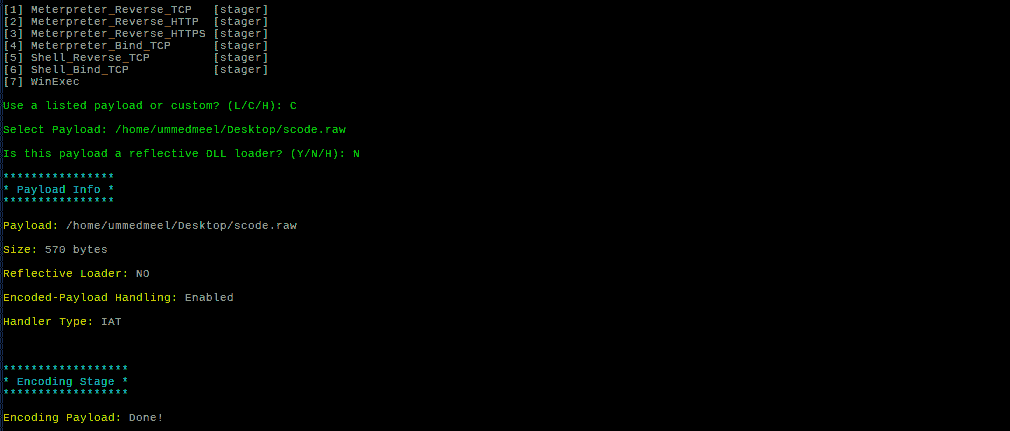 [1] Meterpreter_Reverse_TCP [stager]
[2] Meterpreter_Reverse_HTTP [stager]
[3] Meterpreter_Reverse_HTTPS [stager]
[4] Meterpreter_Bind_TCP [stager]
[5] Shell_Reverse_TCP [stager]
[6] Shell_Bind_TCP [stager]
[7] WinExec
Use a listed payload or custom? (L/C/H): C
Select Payload: /home/ummedmeel/Desktop/scode.raw
Is this payload a reflective DLL loader? (Y/N/H): N
****************
* Payload Info *
****************
Payload: /home/ummedmeel/Desktop/scode.raw
Size: 570 bytes
Reflective Loader: NO
Encoded-Payload Handling: Enabled
Handler Type: IAT
******************
* Encoding Stage *
******************
Encoding Payload: Done!